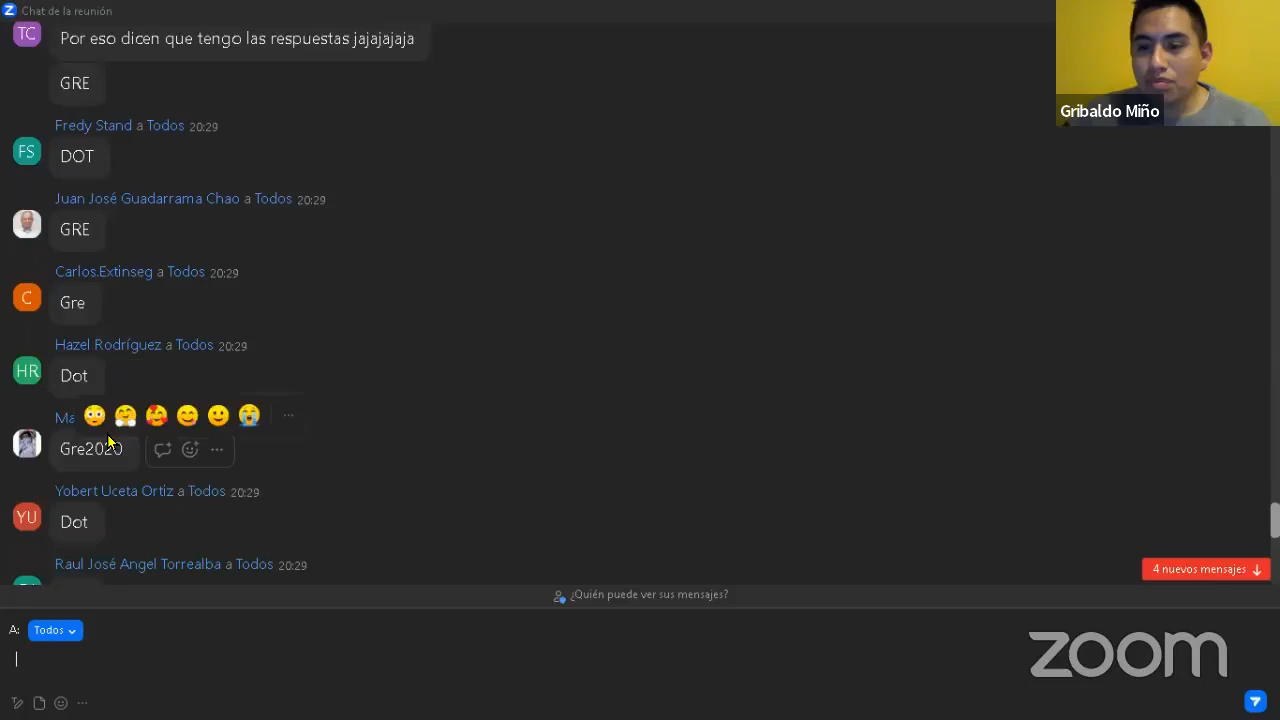 Chat de la reunión
TC
Por eso dicen que tengo las respuestas jajajajaja
GRE
Gribaldo Miño
Fredy Stand a Todos 20:29
FS
DOT
Juan José Guadarrama Chao a Todos 20:29
GRE
Carlos.Extinseg a Todos 20:29
C
Gre
Hazel Rodríguez a Todos 20:29
HR
Dot
Ma
Gre2020
Yobert Uceta Ortiz a Todos 20:29
YU
Dot
Raul José Angel Torrealba a Todos 20:29
4 nuevos mensajes
¿Quién puede ver sus mensajes?
A: Todos
zoom